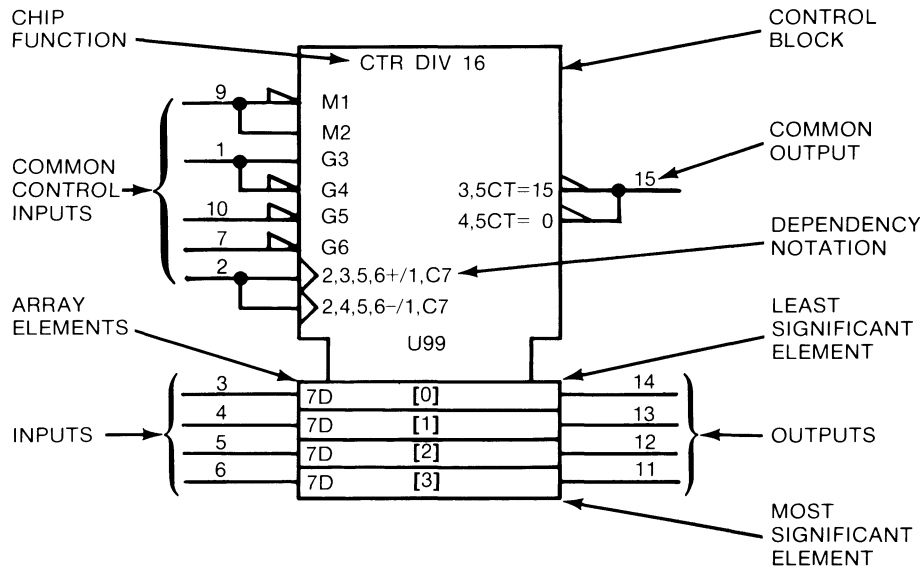 CHIP
FUNCTION
CONTROL
BLOCK
CTR DIV 16
9
M1
M2
COMMON
CONTROL
INPUTS
1
G3
G4
10
G5
7
G6
2
2,3,5,6+/1,C7
2,4,5,6–/1,C7
COMMON
OUTPUT
3,5CT=15
15
4,5CT= 0
DEPENDENCY
NOTATION
ARRAY
ELEMENTS
U99
LEAST
SIGNIFICANT
ELEMENT
INPUTS
3
7D
[0]
14
4
7D
[1]
13
5
7D
[2]
12
6
7D
[3]
11
OUTPUTS
MOST
SIGNIFICANT
ELEMENT